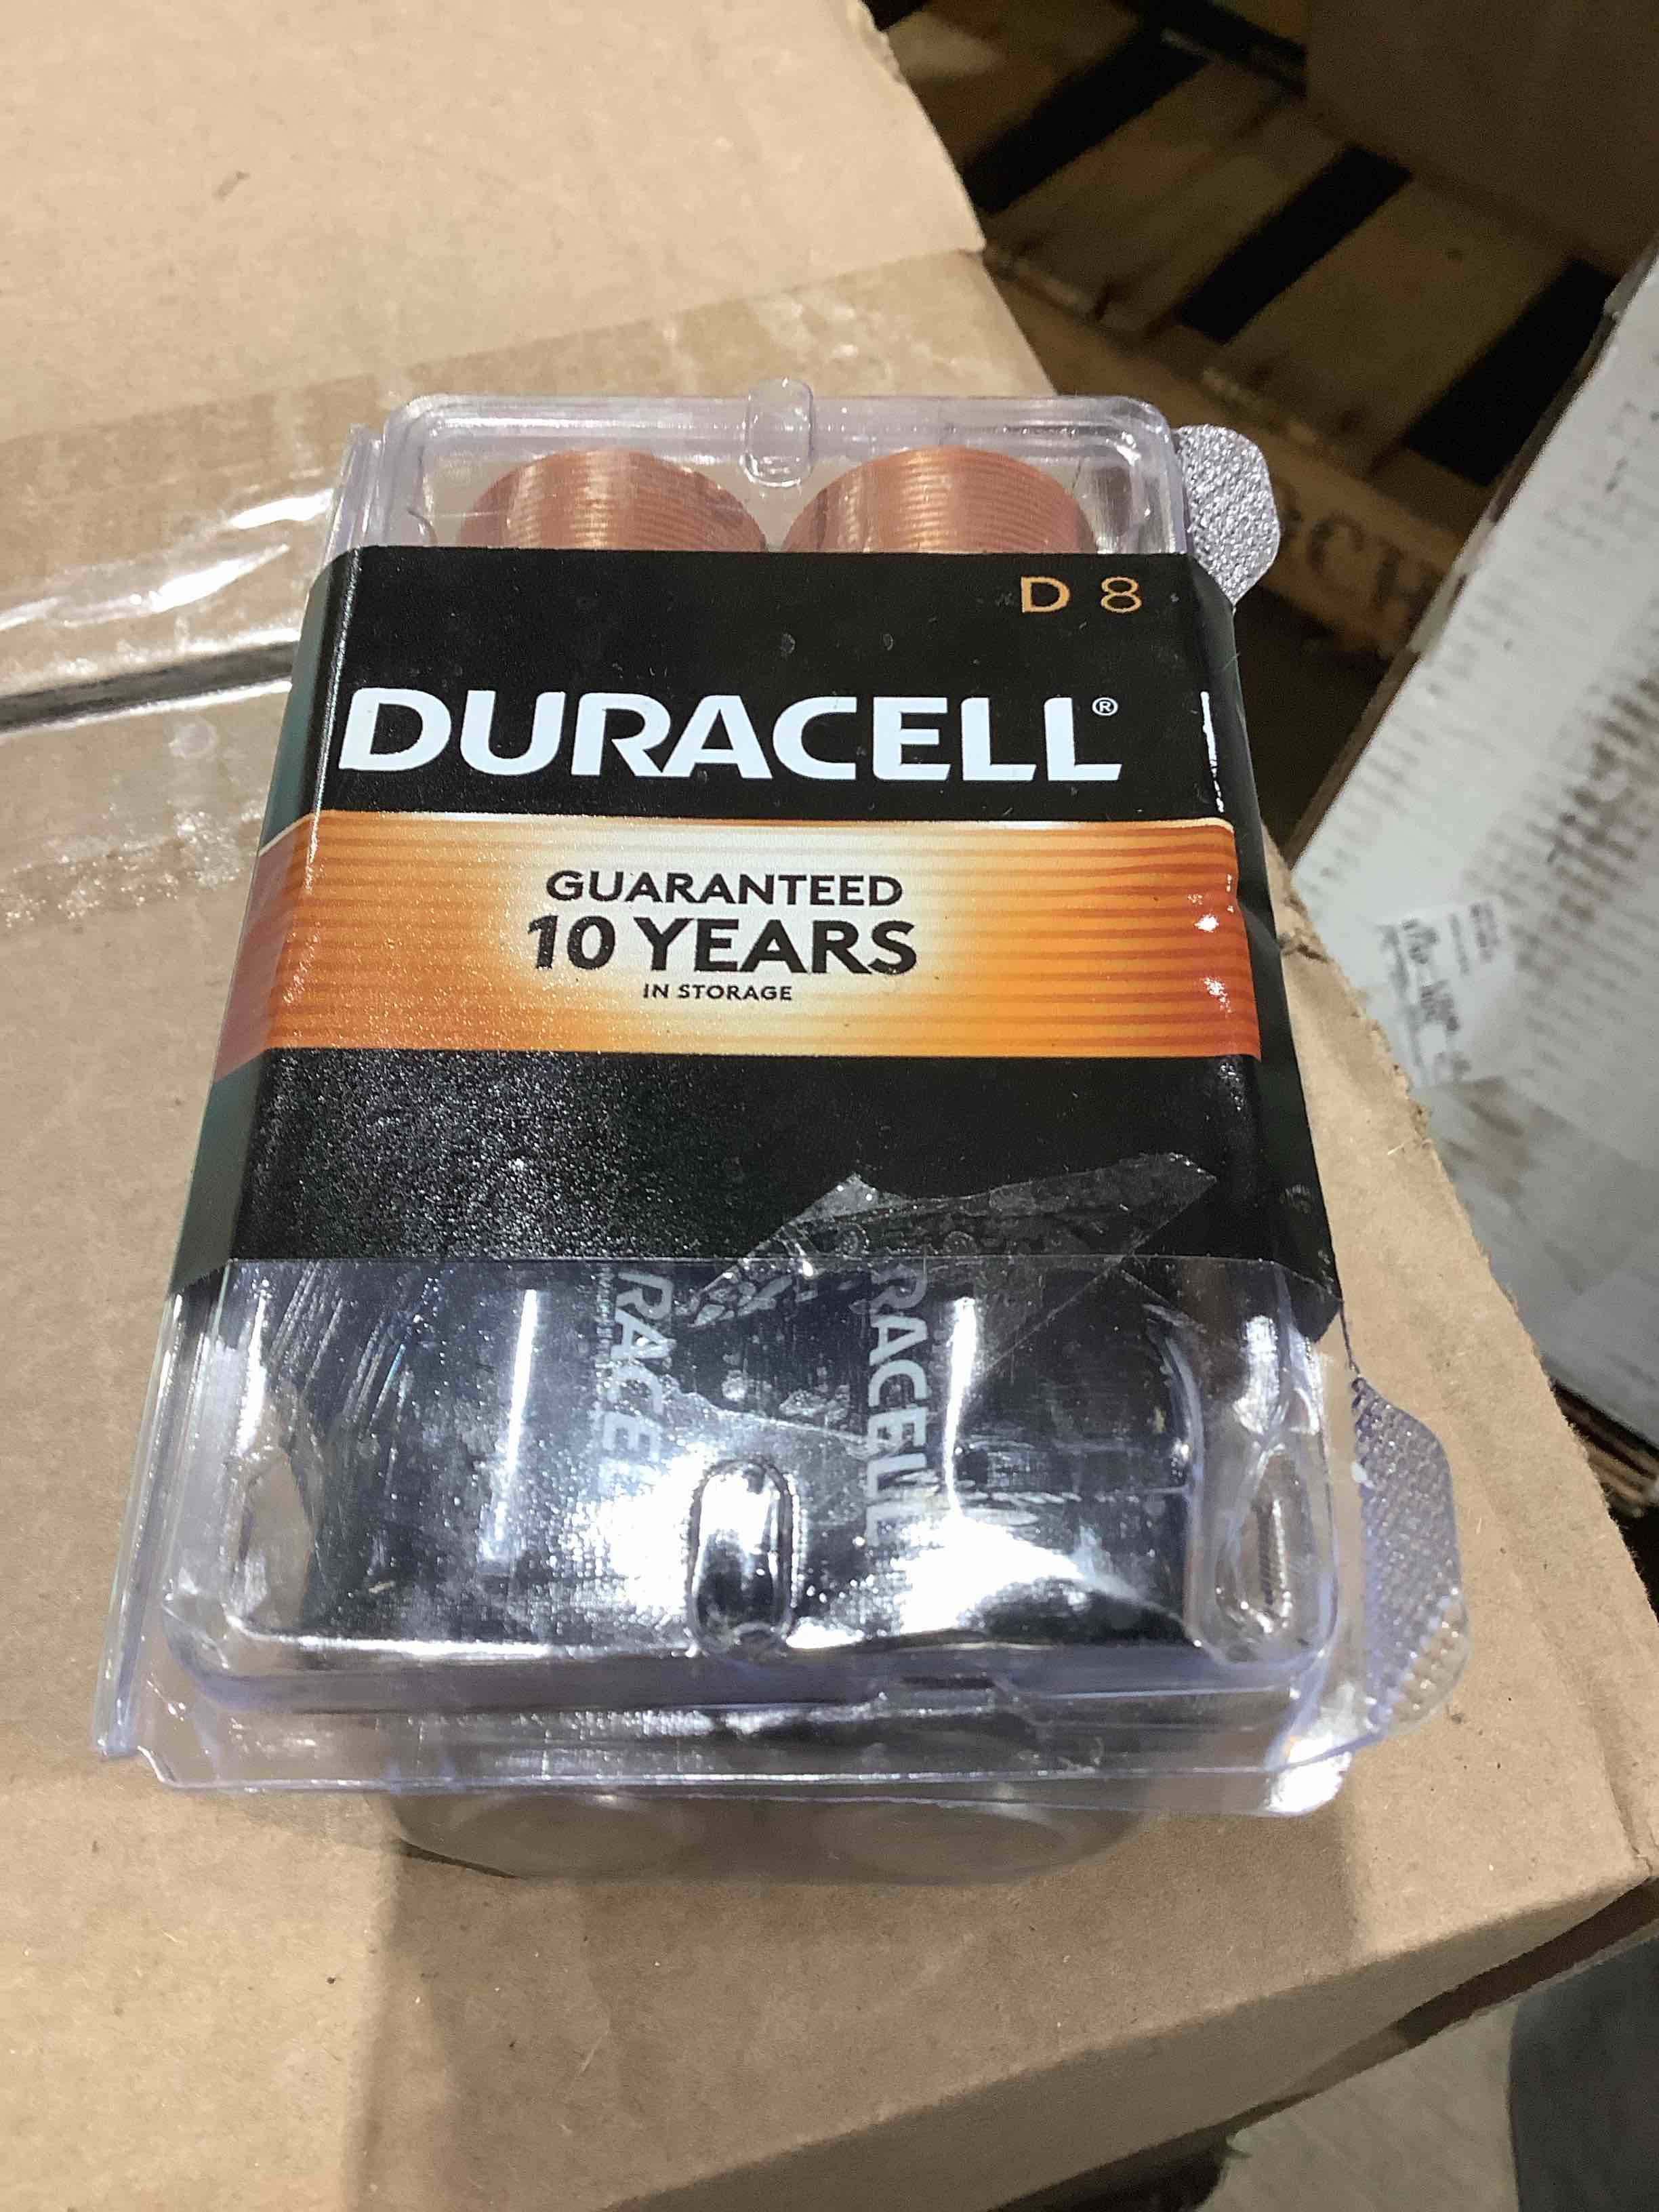 D 8
DURACELL®
GUARANTEED
10 YEARS
IN STORAGE
RACE
RACELL